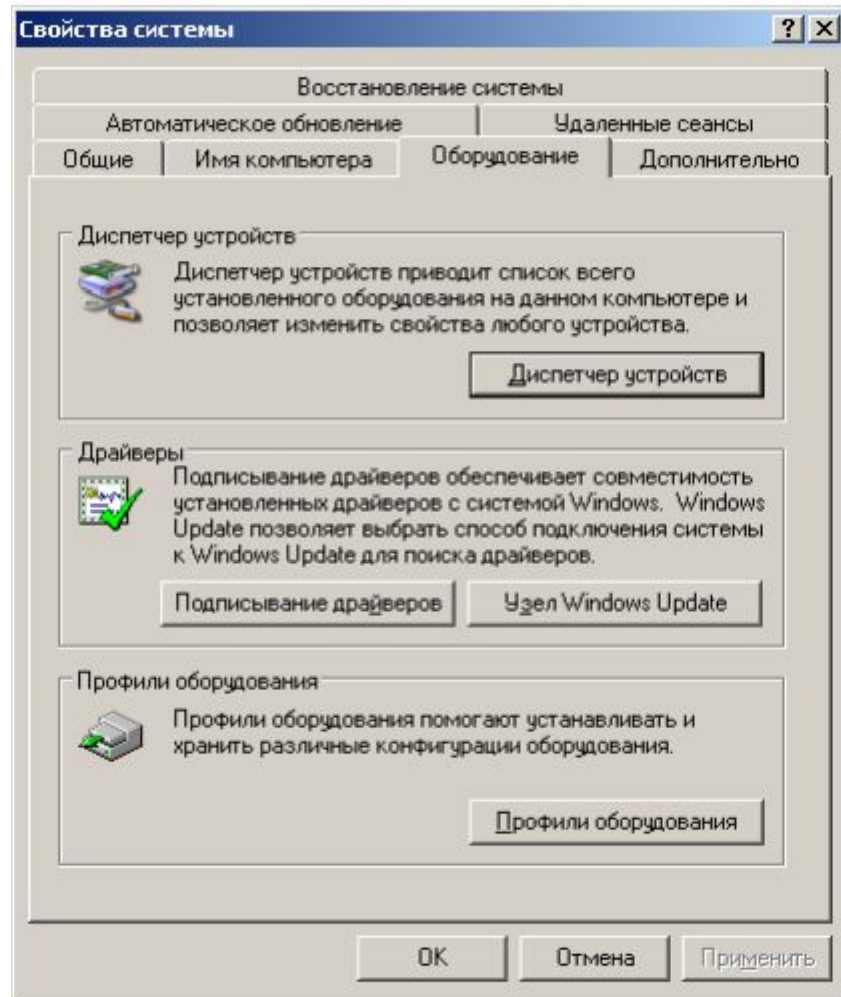 Свойства системы
Восстановление системы
Автоматическое обновление Удаленные сеансы
Общие Имя компьютера Оборудование Дополнительно
Диспетчер устройств
Диспетчер устройств приводит список всего
установленного оборудования на данном компьютере и
позволяет изменить свойства любого устройства.
Диспетчер устройств
Драйверы
Подписывание драйверов обеспечивает совместимость
установленных драйверов с системой Windows. Windows
Update позволяет выбрать способ подключения системы
к Windows Update для поиска драйверов.
Подписывание драйверов Узел Windows Update
Профили оборудования
Профили оборудования помогают устанавливать и
хранить различные конфигурации оборудования.
Профили оборудования
OK Отмена Применить